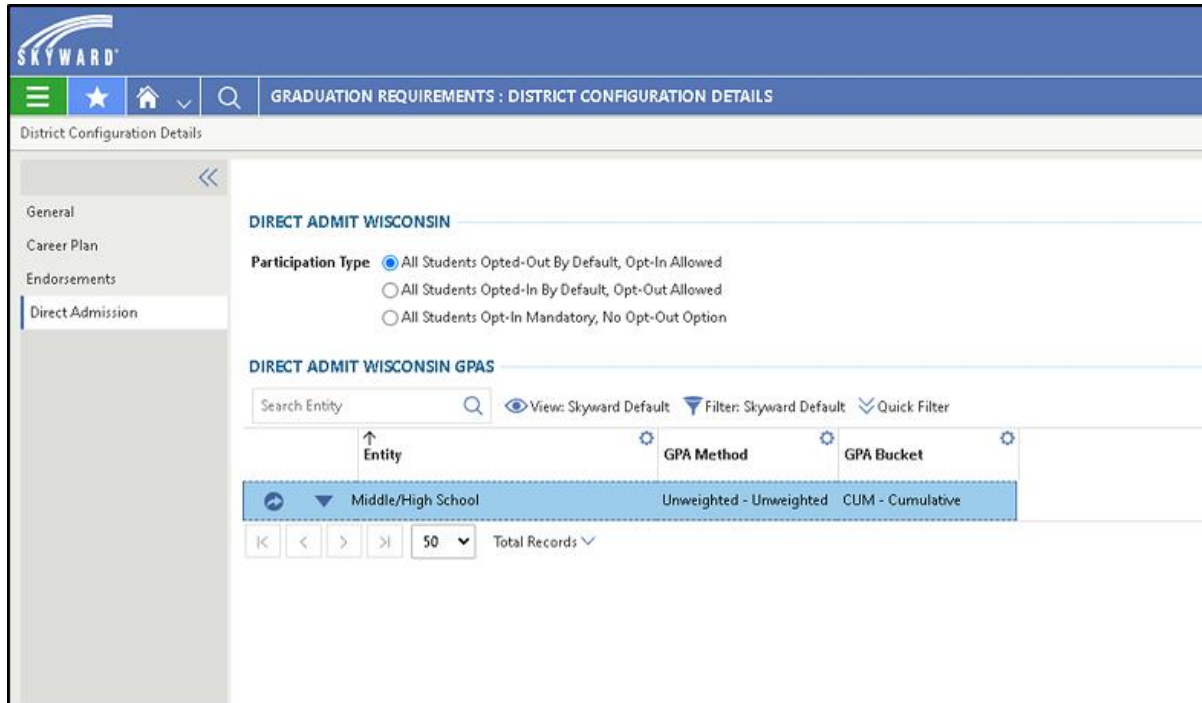 SKYWARD
GRADUATION REQUIREMENTS : DISTRICT CONFIGURATION DETAILS
District Configuration Details
General
Career Plan
Endorsements
Direct Admission
DIRECT ADMIT WISCONSIN
Participation Type All Students Opted-Out By Default, Opt-In Allowed
All Students Opted-In By Default, Opt-Out Allowed
All Students Opt-In Mandatory, No Opt-Out Option
DIRECT ADMIT WISCONSIN GPAS
Search Entity View: Skyward Default Filter: Skyward Default Quick Filter
Entity GPA Method GPA Bucket
Middle/High School Unweighted - Unweighted CUM - Cumulative
50 Total Records